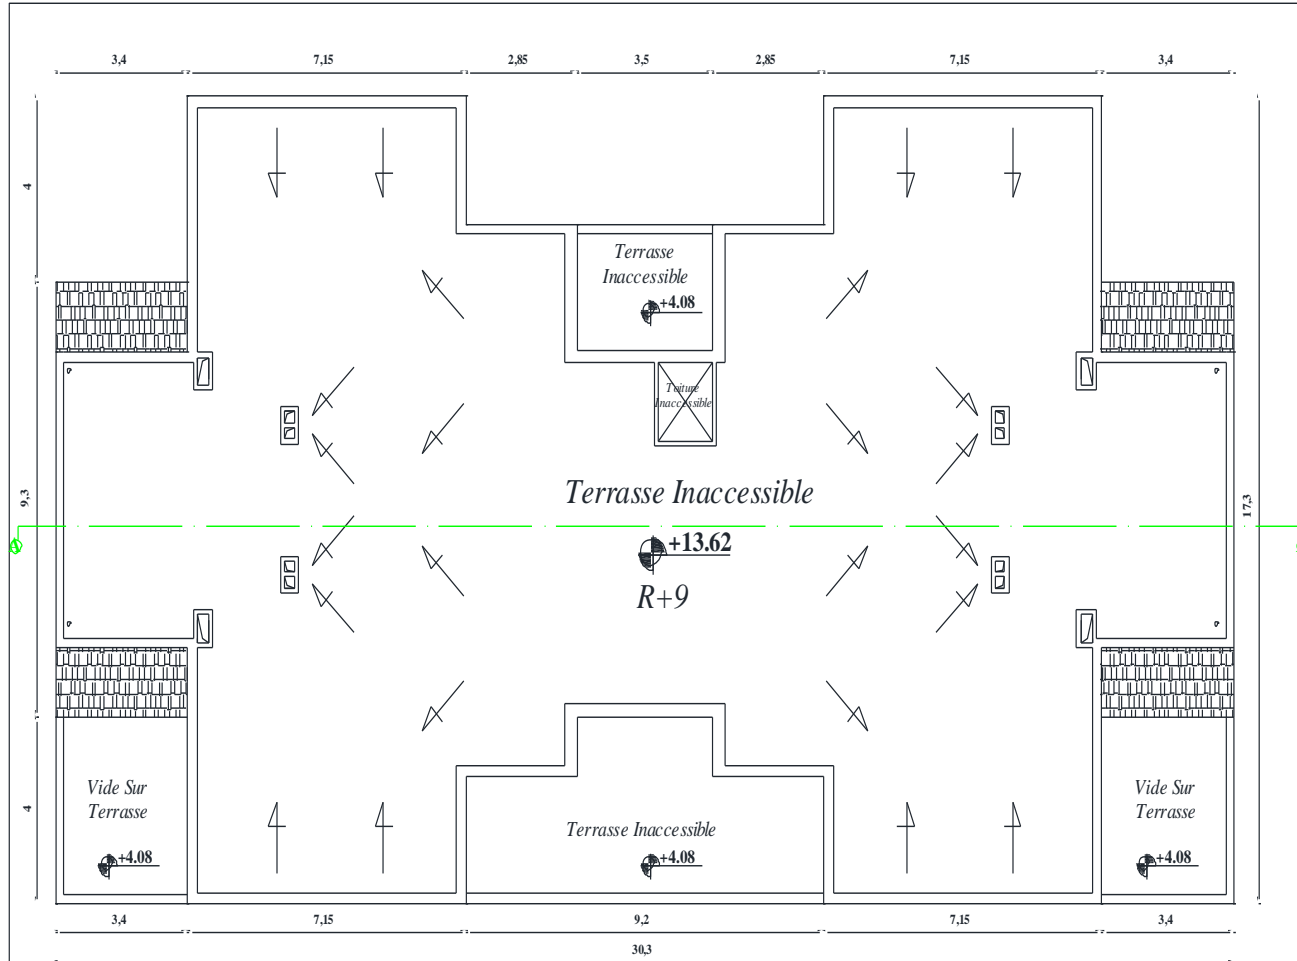 3,4
7,15
2,85
3,5
2,85
7,15
3,4
4
Terrasse
Inaccessible
+4.08
Toiture
Inaccessible
9,3
Terrasse Inaccessible
17,3
+13.62
R+9
Vide Sur
Terrasse
+4.08
4
Terrasse Inaccessible
+4.08
Vide Sur
Terrasse
+4.08
3,4
7,15
9,2
7,15
3,4
30,3